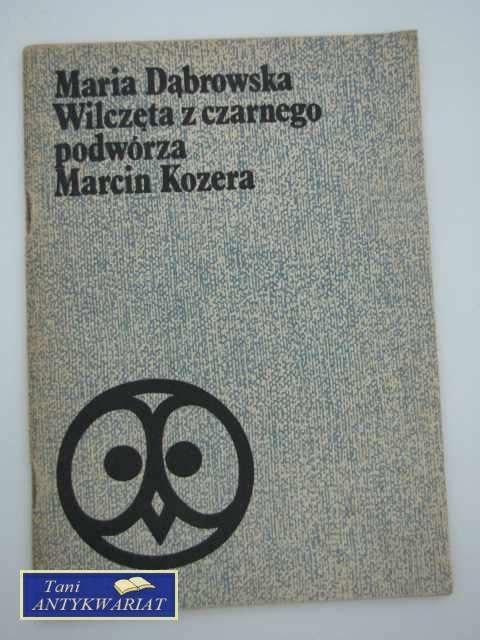 Maria Dąbrowska
Wilczęta z czarnego
podwórza
Marcin Kozera
Tani
ANTYKWARIAT